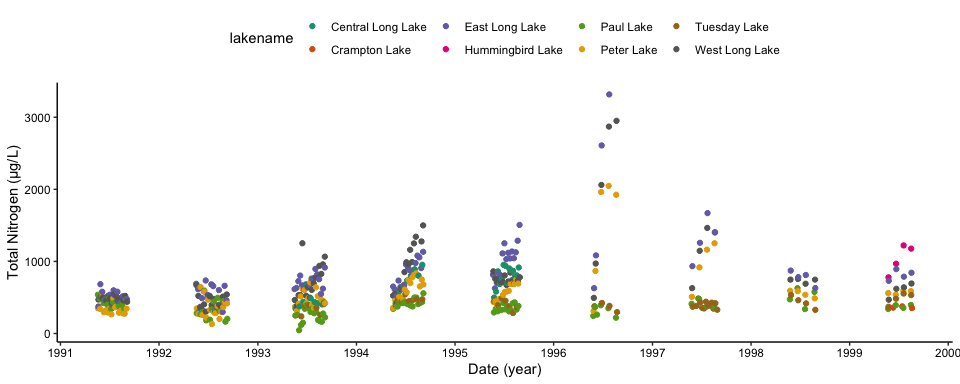 lakename
Central Long Lake East Long Lake Paul Lake Tuesday Lake
Crampton Lake Hummingbird Lake Peter Lake West Long Lake
Total Nitrogen (μg/L)
3000
2000
1000
0
1991 1992 1993 1994 1995 1996 1997 1998 1999 2000
Date (year)